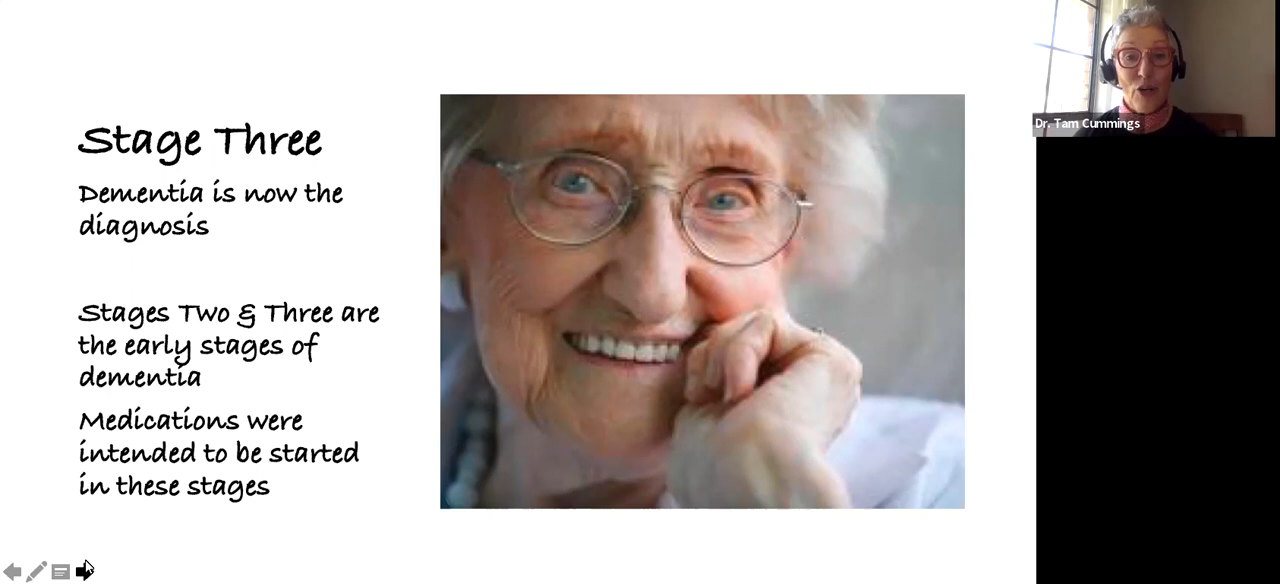 Stage Three
Dementia is now the
diagnosis
Stages Two & Three are
the early stages of
dementia
Medications were
intended to be started
in these stages
Dr. Tam Cummings